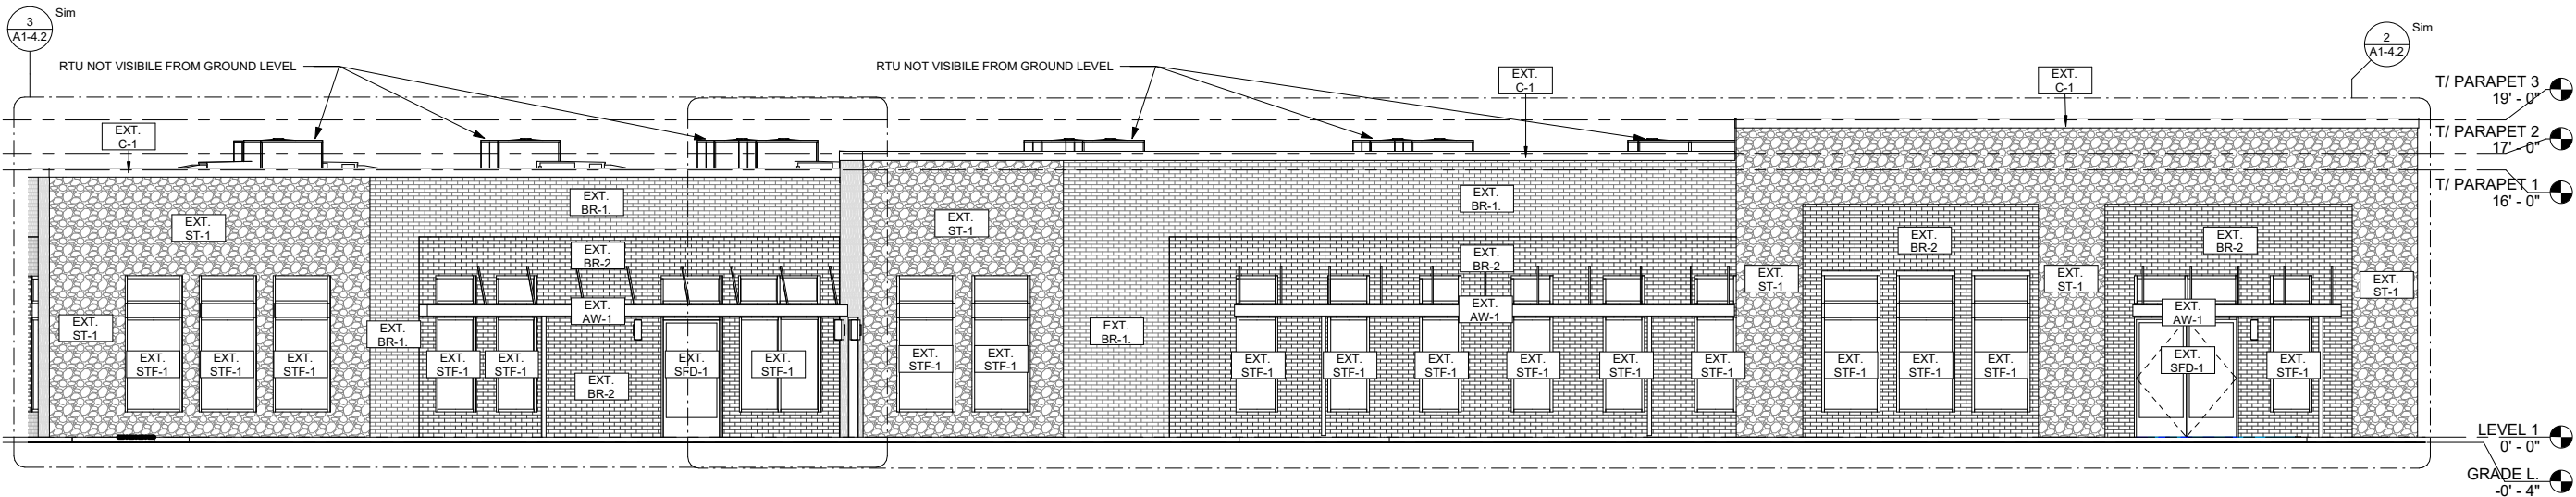 3
A1-4.2
Sim
2
A1-4.2
Sim
RTU NOT VISIBILE FROM GROUND LEVEL
RTU NOT VISIBILE FROM GROUND LEVEL
EXT.
C-1
EXT.
C-1
EXT.
C-1
T/ PARAPET 3
19' - 0"
T/ PARAPET 2
17' - 0"
T/ PARAPET 1
16' - 0"
EXT.
ST-1
EXT.
BR-1.
EXT.
ST-1
EXT.
BR-1.
EXT.
BR-2
EXT.
BR-2
EXT.
BR-2
EXT.
BR-2
EXT.
ST-1
EXT.
ST-1
EXT.
ST-1
EXT.
AW-1
EXT.
AW-1
EXT.
AW-1
EXT.
ST-1
EXT.
BR-1.
EXT.
BR-1.
EXT.
STF-1
EXT.
STF-1
EXT.
STF-1
EXT.
STF-1
EXT.
STF-1
EXT.
SFD-1
EXT.
STF-1
EXT.
STF-1
EXT.
STF-1
EXT.
STF-1
EXT.
STF-1
EXT.
STF-1
EXT.
STF-1
EXT.
STF-1
EXT.
STF-1
EXT.
STF-1
EXT.
STF-1
EXT.
STF-1
EXT.
SFD-1
EXT.
STF-1
EXT.
BR-2
LEVEL 1
0' - 0"
GRADE L.
-0' - 4"